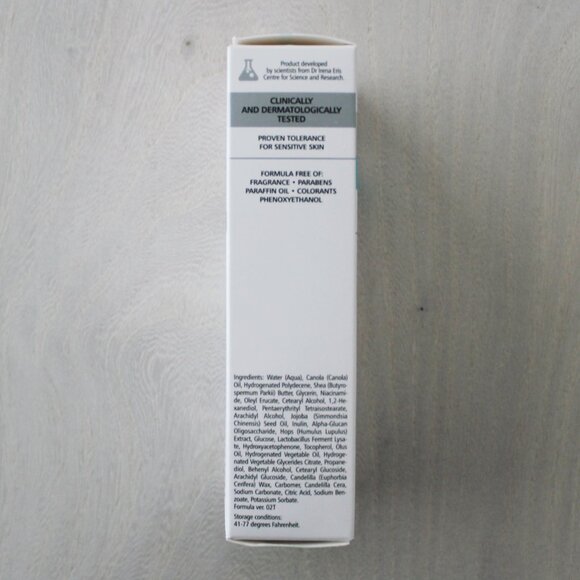 Product developed
by scientists from Dr Irena Eris
Centre for Science and Research.
CLINICALLY
AND DERMATOLOGICALLY
TESTED
PROVEN TOLERANCE
FOR SENSITIVE SKIN
FORMULA FREE OF:
FRAGRANCE • PARABENS
PARAFFIN OIL • COLORANTS
PHENOXYETHANOL
Ingredients: Water (Aqua), Canola (Canola)
Oil, Hydrogenated Polydecene, Shea (Butyro-
spermum Parkii) Butter, Glycerin, Niacinami-
de, Oleyl Erucate, Cetearyl Alcohol, 1,2-He-
xanediol, Pentaerythrityl Tetraisostearate,
Arachidyl Alcohol, Jojoba (Simmondsia
Chinensis) Seed Oil, Inulin, Alpha-Glucan
Oligosaccharide, Hops (Humulus Lupulus)
Extract, Glucose, Lactobacillus Ferment Lysa-
te, Hydroxyacetophenone, Tocopherol, Olus
Oil, Hydrogenated Vegetable Oil, Hydroge-
nated Vegetable Glycerides Citrate, Propane-
diol, Behenyl Alcohol, Cetearyl Glucoside,
Arachidyl Glucoside, Candelilla (Euphorbia
Cerifera) Wax, Carbomer, Candelilla Cera,
Sodium Carbonate, Citric Acid, Sodium Ben-
zoate, Potassium Sorbate.
Formula ver. 02T
Storage conditions:
41-77 degrees Fahrenheit.